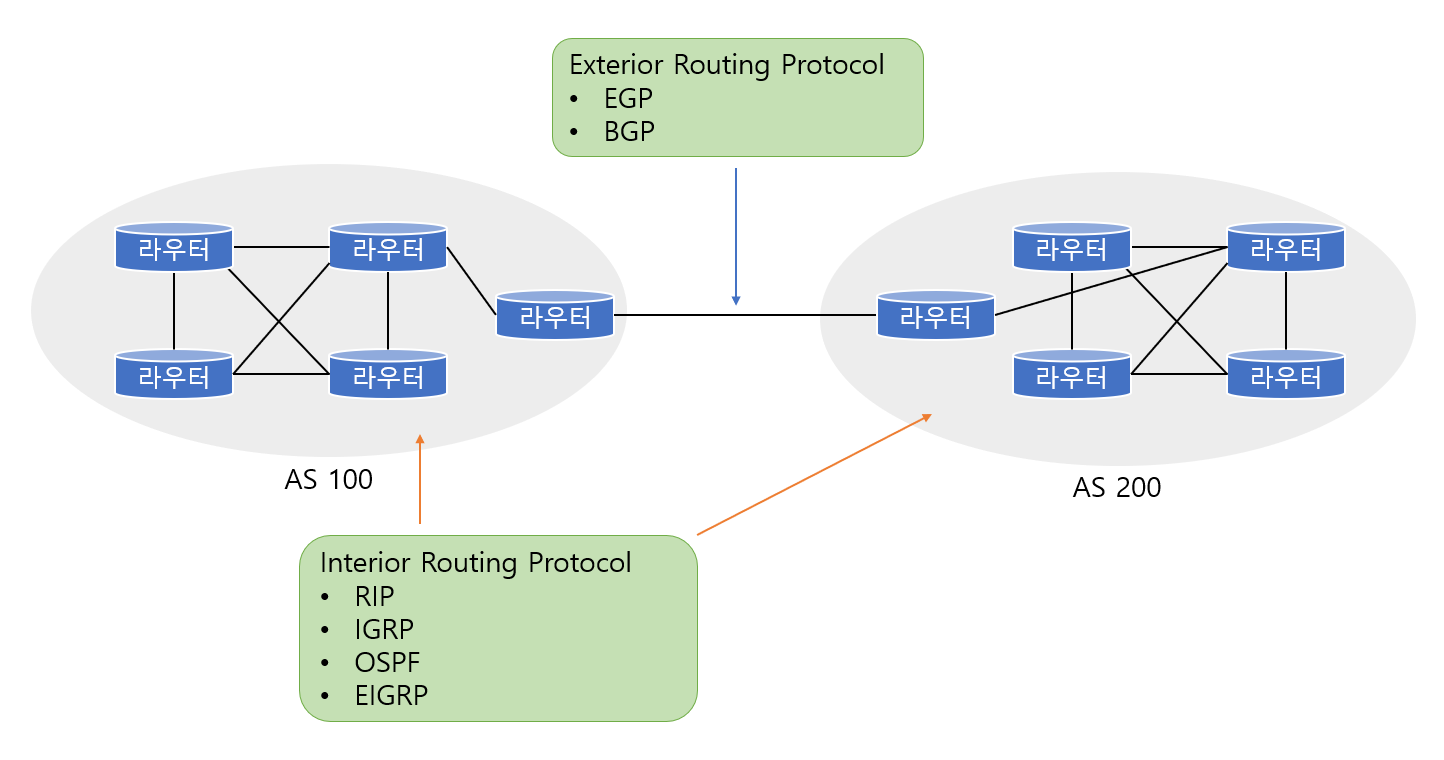 Exterior Routing Protocol
• EGP
• BGP
라우터
라우터
라우터
라우터
라우터
AS 100
라우터
라우터
라우터
라우터
라우터
AS 200
Interior Routing Protocol
• RIP
• IGRP
• OSPF
• EIGRP